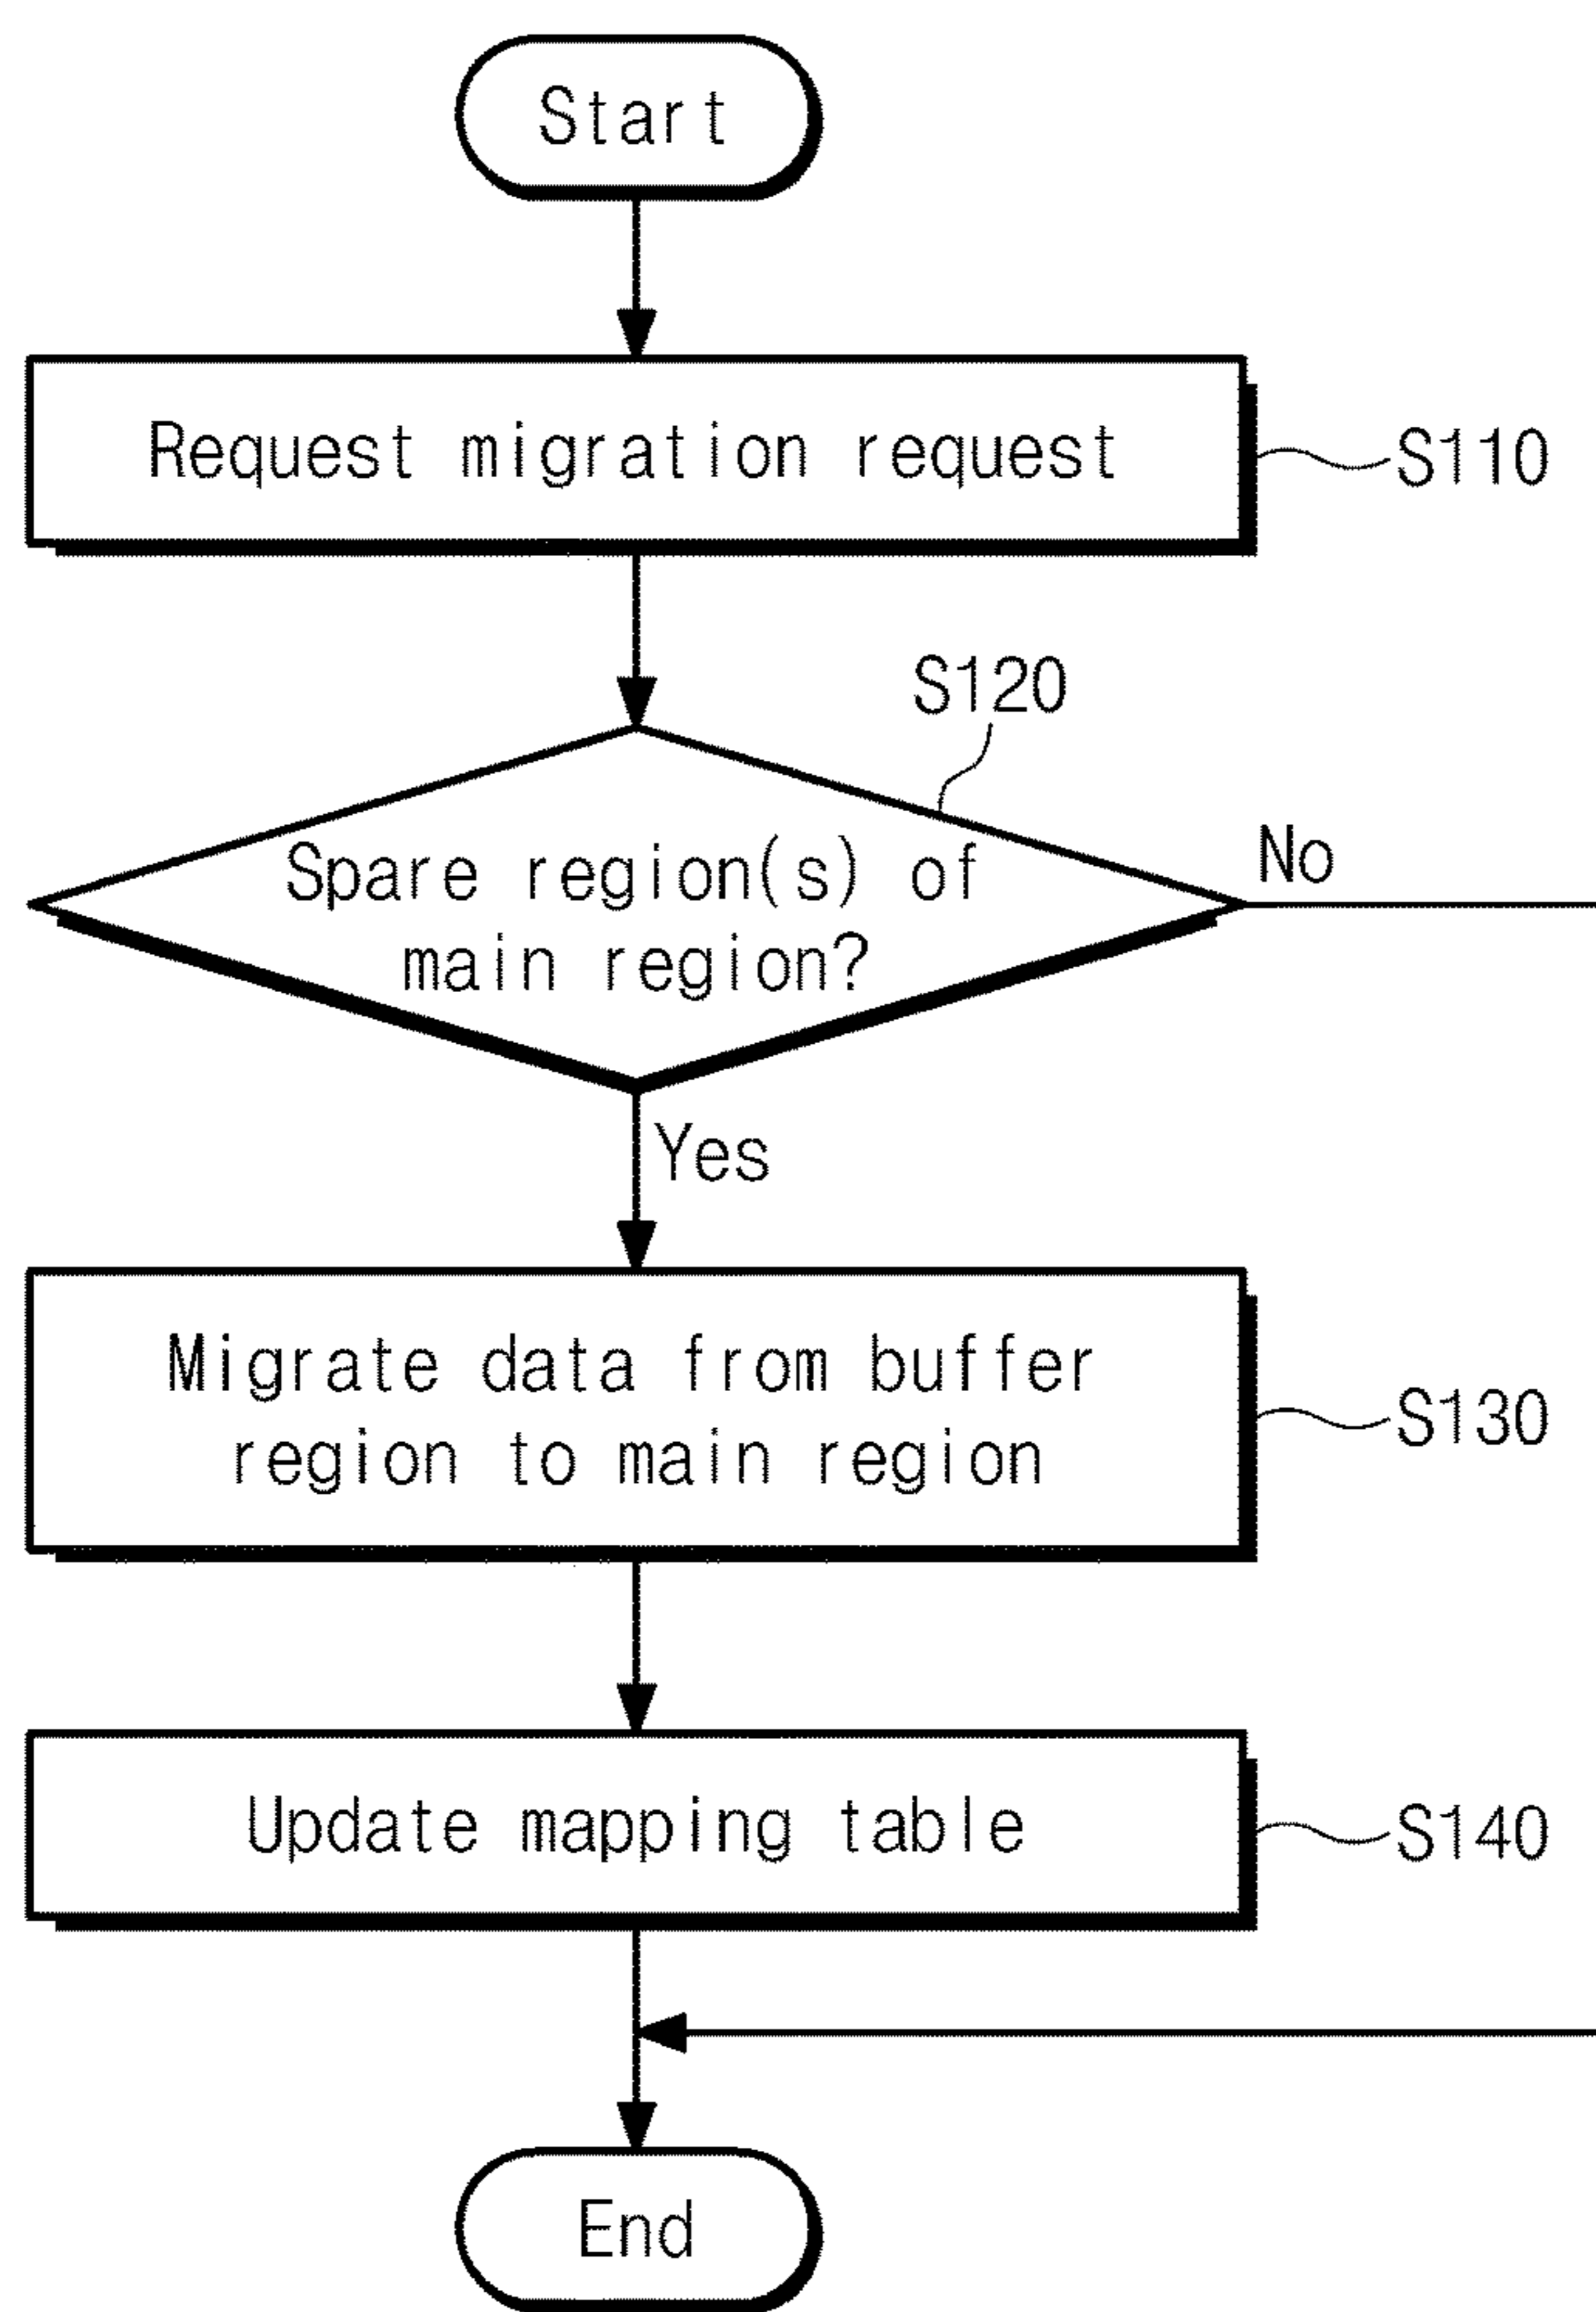 Start
Request migration request
S110
S120
Spare region(s) of
main region?
No
Yes
Migrate data from buffer
region to main region
S130
Update mapping table
S140
End